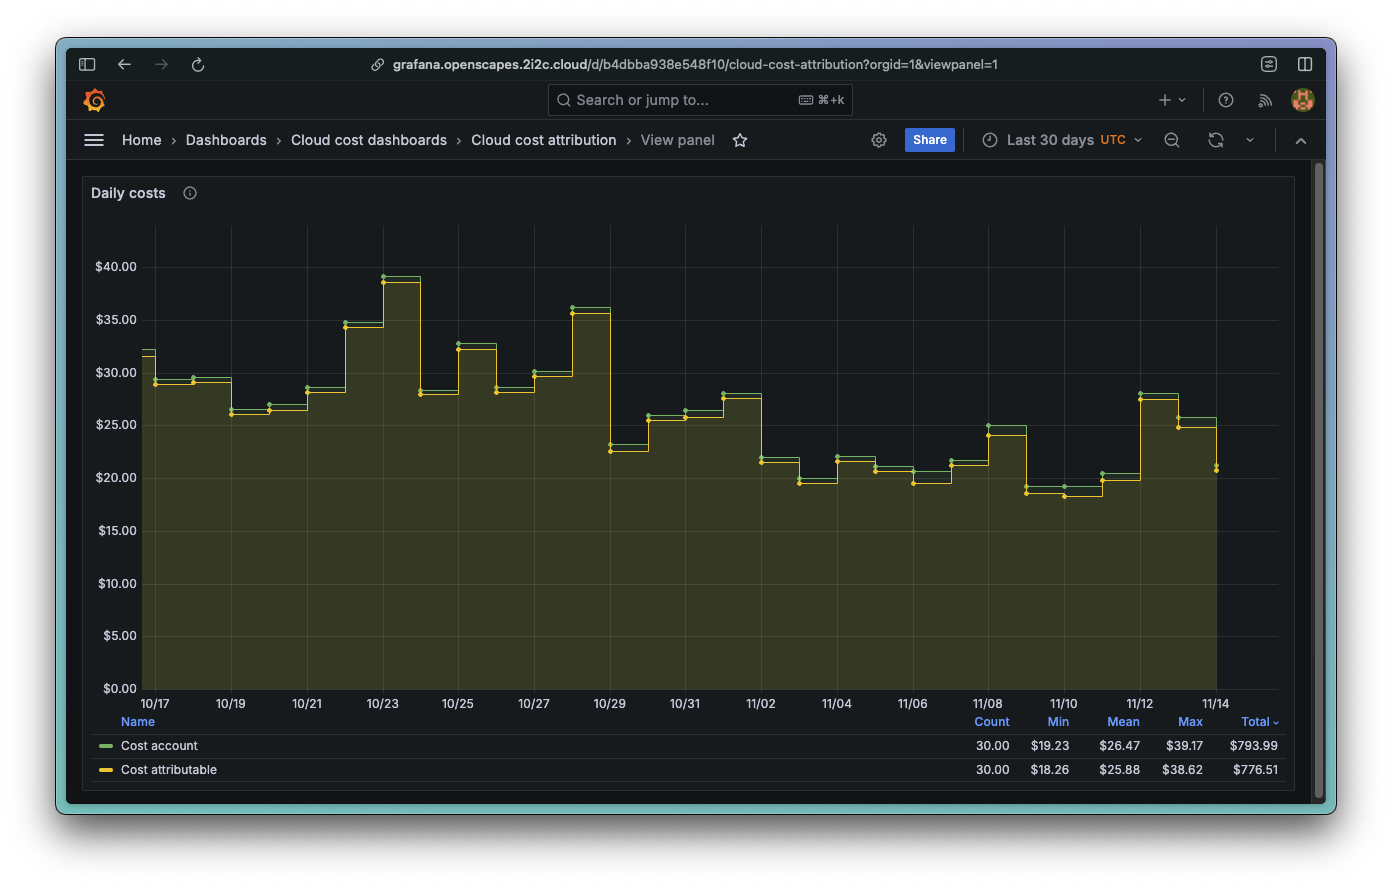 grafana.openscapes.2i2c.cloud/d/b4dbba938e548f10/cloud-cost-attribution?orgid=1&viewpanel=1
Search or jump to... ⌘+k
Home › Dashboards › Cloud cost dashboards › Cloud cost attribution › View panel Share Last 30 days UTC
Daily costs
$40.00
$35.00
$30.00
$25.00
$20.00
$15.00
$10.00
$5.00
$0.00
10/17 10/19 10/21 10/23 10/25 10/27 10/29 10/31 11/02 11/04 11/06 11/08 11/10 11/12 11/14
Name Count Min Mean Max Total
Cost account 30.00 $19.23 $26.47 $39.17 $793.99
Cost attributable 30.00 $18.26 $25.88 $38.62 $776.51